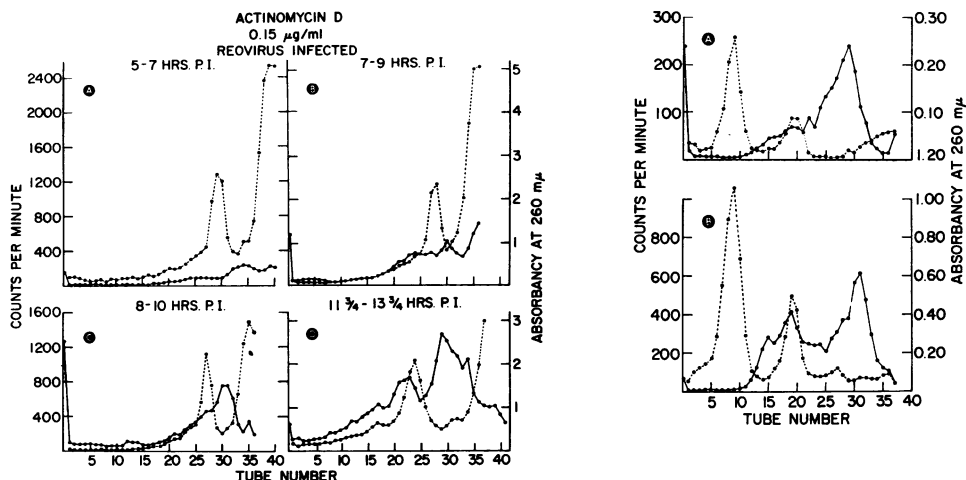 ACTINOMYCIN D
0.15 μg/ml
REOVIRUS INFECTED
5-7 HRS. P.I.
7-9 HRS. P.I.
A
B
2400
2000
1200
800
400
5
4
3
2
1
COUNTS PER MINUTE
ABSORBANCY AT 260 mμ
8-10 HRS. P.I.
11 3/4 - 13 3/4 HRS. P.I.
C
D
1600
1200
800
400
3
2
1
5 10 15 20 25 30 35 40
5 10 15 20 25 30 35 40
TUBE NUMBER
A
300
200
100
0.30
0.20
0.10
1.20
COUNTS PER MINUTE
ABSORBANCY AT 260 mμ
B
800
600
400
200
1.00
0.80
0.60
0.40
0.20
COUNTS PER MINUTE
5 10 15 20 25 30 35 40
TUBE NUMBER